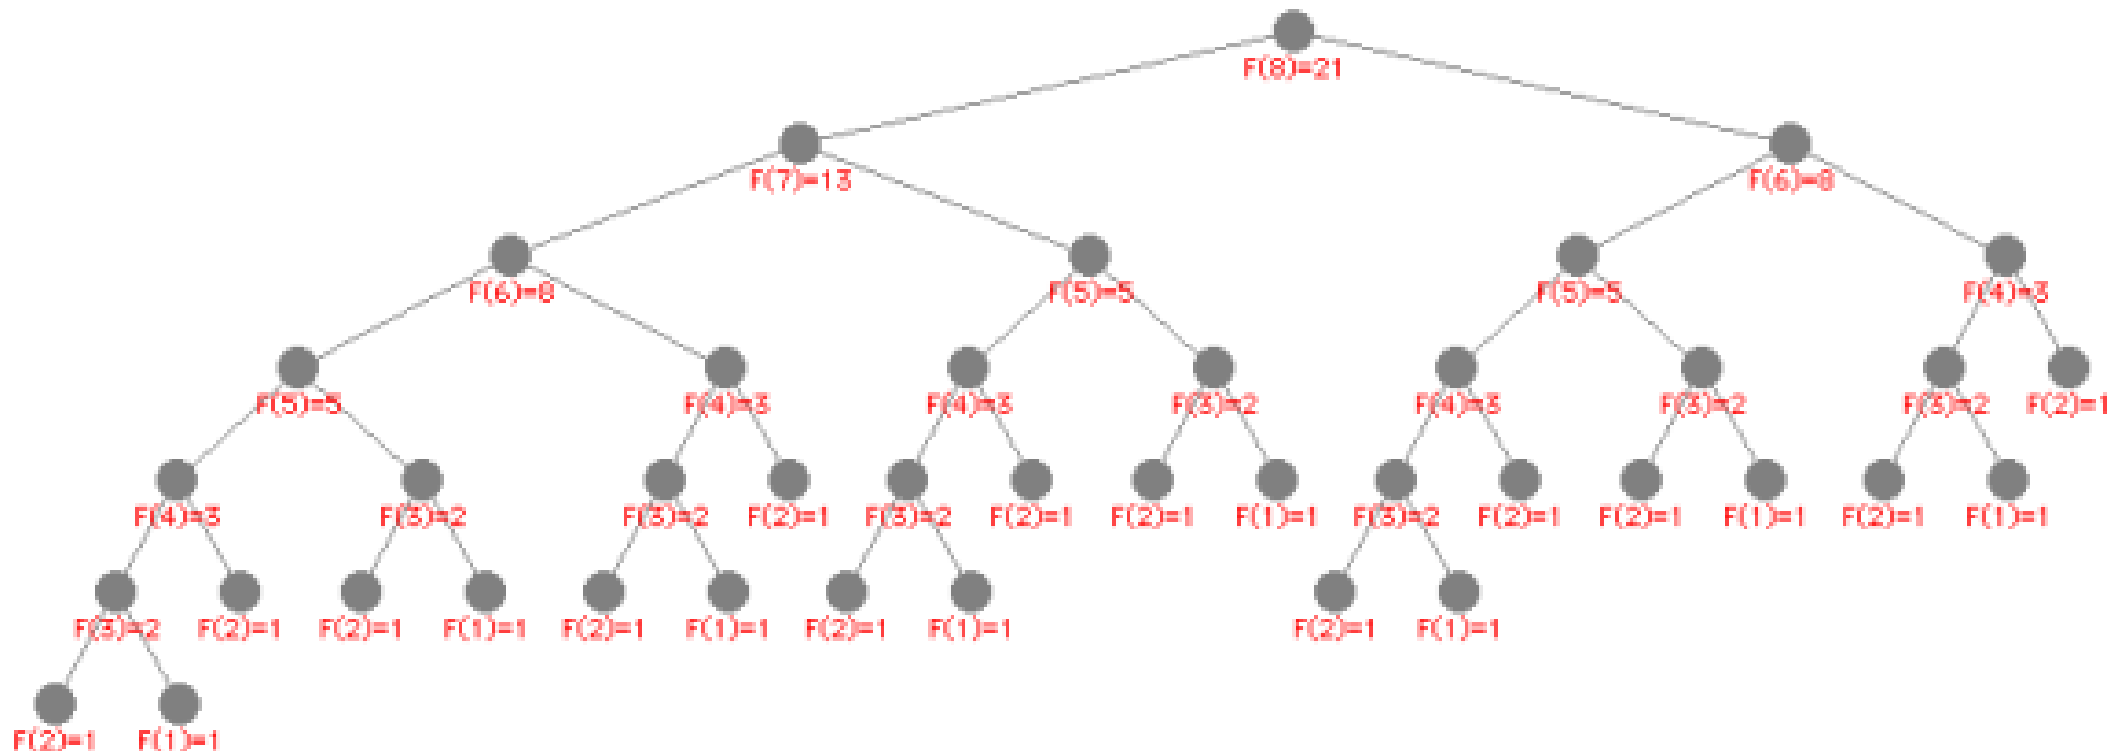 F(8)=21
F(7)=13 F(6)=8
F(6)=8 F(5)=5 F(5)=5 F(4)=3
F(5)=5 F(4)=3 F(4)=3 F(3)=2 F(4)=3 F(3)=2 F(3)=2 F(2)=1
F(4)=3 F(3)=2 F(3)=2 F(2)=1 F(3)=2 F(2)=1 F(2)=1 F(1)=1 F(3)=2 F(2)=1 F(2)=1 F(1)=1 F(2)=1 F(1)=1
F(3)=2 F(2)=1 F(2)=1 F(1)=1 F(2)=1 F(1)=1 F(2)=1 F(1)=1 F(2)=1 F(1)=1
F(2)=1 F(1)=1